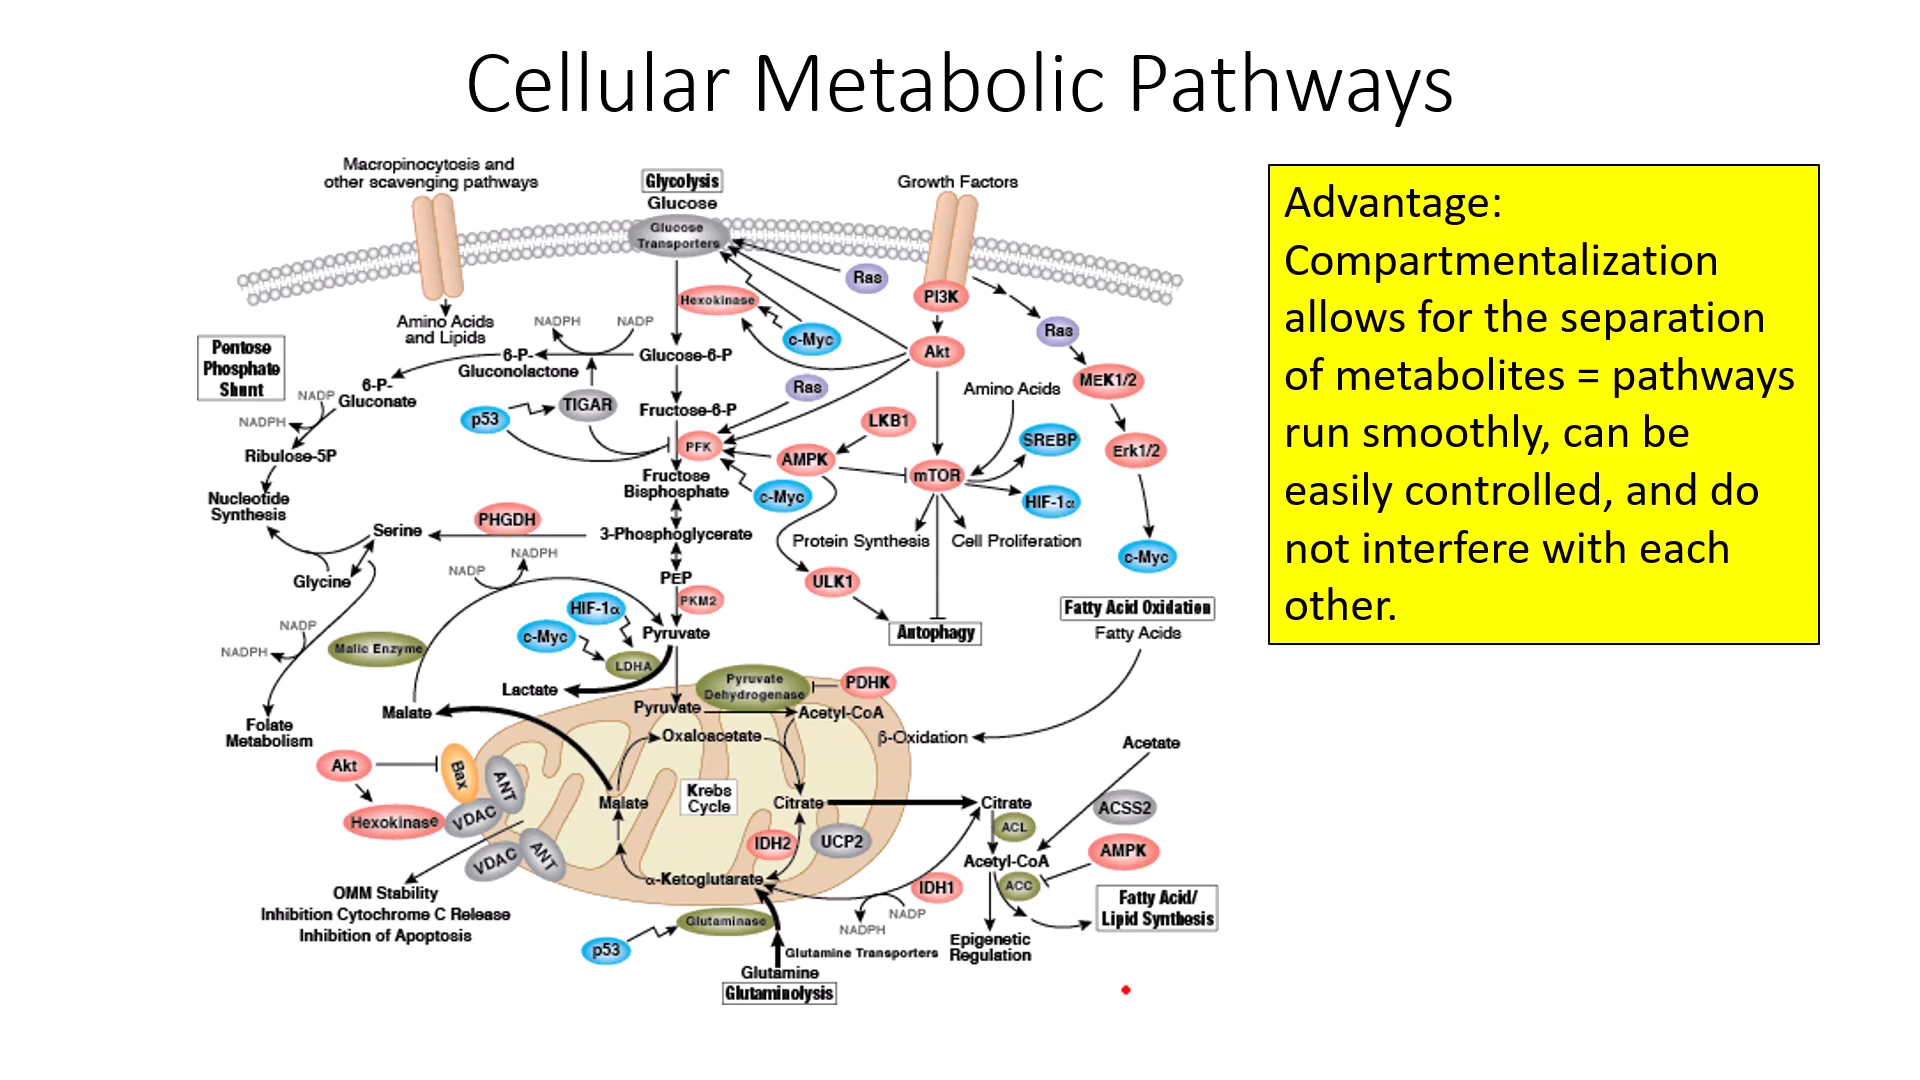 Cellular Metabolic Pathways
Macropinocytosis and
other scavenging pathways
Glycolysis
Glucose
Growth Factors
Glucose
Transporters
Ras
Hexokinase
PI3K
c-Myc
Ras
Amino Acids
and Lipids
NADPH
NADP
Akt
Pentose
Phosphate
Shunt
6-P-
Gluconolactone
Glucose-6-P
MEK1/2
6-P-
Gluconate
NADP
NADPH
Ras
Amino Acids
TIGAR
p53
Fructose-6-P
LKB1
SREBP
PFK
AMPK
Erk1/2
Ribulose-5P
mTOR
Fructose
Bisphosphate
c-Myc
HIF-1α
Nucleotide
Synthesis
PHGDH
Serine
3-Phosphoglycerate
Protein Synthesis
Cell Proliferation
c-Myc
NADPH
NADP
Glycine
PEP
ULK1
PKM2
HIF-1α
c-Myc
Pyruvate
Autophagy
Fatty Acid Oxidation
Fatty Acids
NADP
NADPH
Malic Enzyme
LDHA
Lactate
Pyruvate
Dehydrogenase
PDHK
Malate
Pyruvate
Acetyl-CoA
Folate
Metabolism
Oxaloacetate
β-Oxidation
Acetate
Akt
Bax
ANT
Hexokinase
VDAC
Malate
Krebs
Cycle
Citrate
Citrate
ACSS2
ACL
IDH2
UCP2
VDAC
ANT
Acetyl-CoA
AMPK
α-Ketoglutarate
IDH1
ACC
OMM Stability
Inhibition Cytochrome C Release
Inhibition of Apoptosis
NADP
NADPH
Fatty Acid/
Lipid Synthesis
Glutaminase
p53
Glutamine Transporters
Epigenetic
Regulation
Glutamine
Glutaminolysis
Advantage:
Compartmentalization
allows for the separation
of metabolites = pathways
run smoothly, can be
easily controlled, and do
not interfere with each
other.